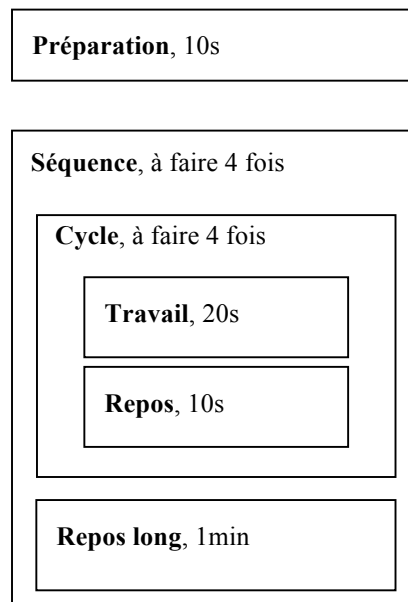 Préparation, 10s
Séquence, à faire 4 fois
Cycle, à faire 4 fois
Travail, 20s
Repos, 10s
Repos long, 1min